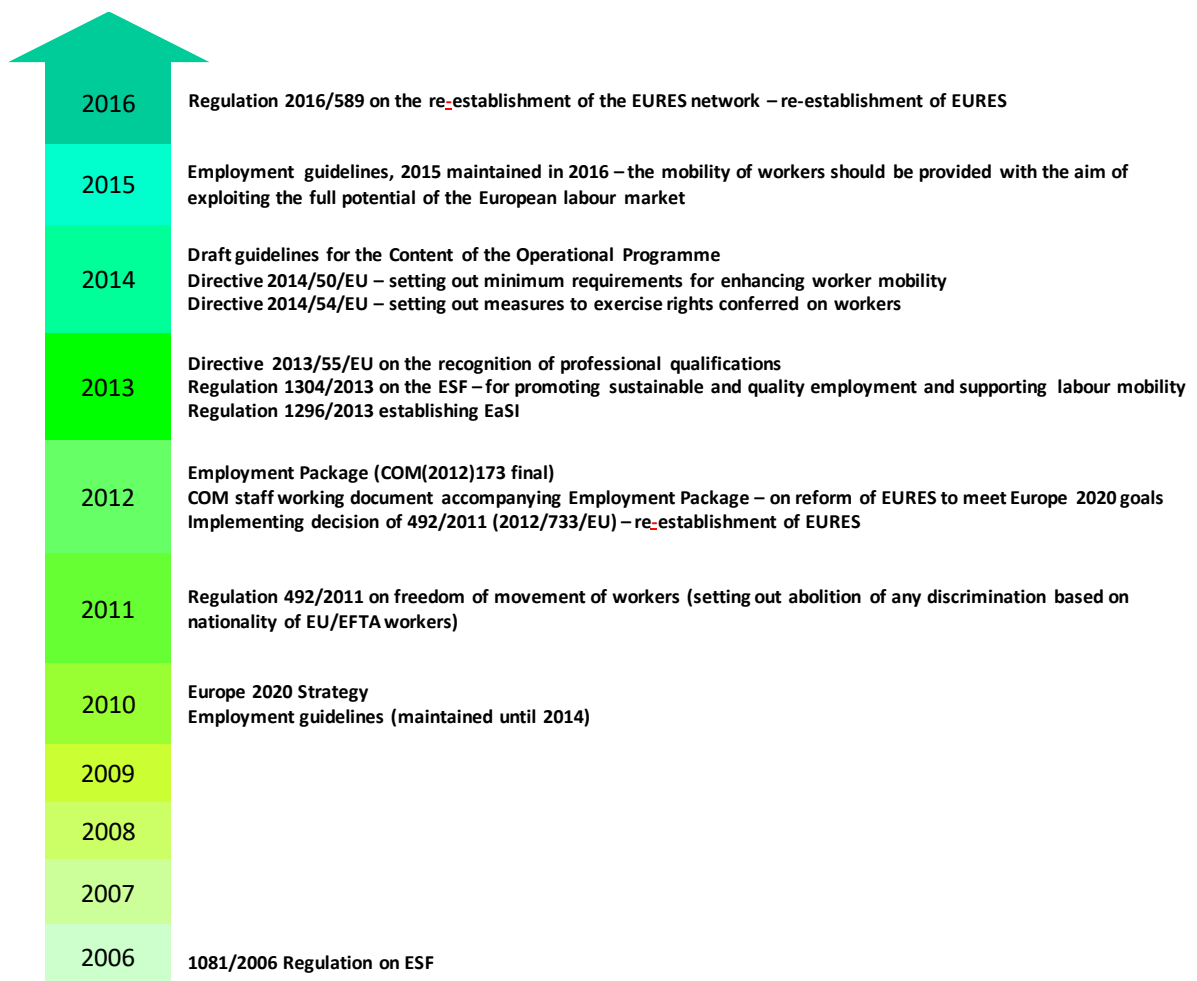 2016
Regulation 2016/589 on the re-establishment of the EURES network – re-establishment of EURES
2015
Employment guidelines, 2015 maintained in 2016 – the mobility of workers should be provided with the aim of
exploiting the full potential of the European labour market
2014
Draft guidelines for the Content of the Operational Programme
Directive 2014/50/EU – setting out minimum requirements for enhancing worker mobility
Directive 2014/54/EU – setting out measures to exercise rights conferred on workers
2013
Directive 2013/55/EU on the recognition of professional qualifications
Regulation 1304/2013 on the ESF – for promoting sustainable and quality employment and supporting labour mobility
Regulation 1296/2013 establishing EaSI
2012
Employment Package (COM(2012)173 final)
COM staff working document accompanying Employment Package – on reform of EURES to meet Europe 2020 goals
Implementing decision of 492/2011 (2012/733/EU) – re-establishment of EURES
2011
Regulation 492/2011 on freedom of movement of workers (setting out abolition of any discrimination based on
nationality of EU/EFTA workers)
2010
Europe 2020 Strategy
Employment guidelines (maintained until 2014)
2009
2008
2007
2006
1081/2006 Regulation on ESF